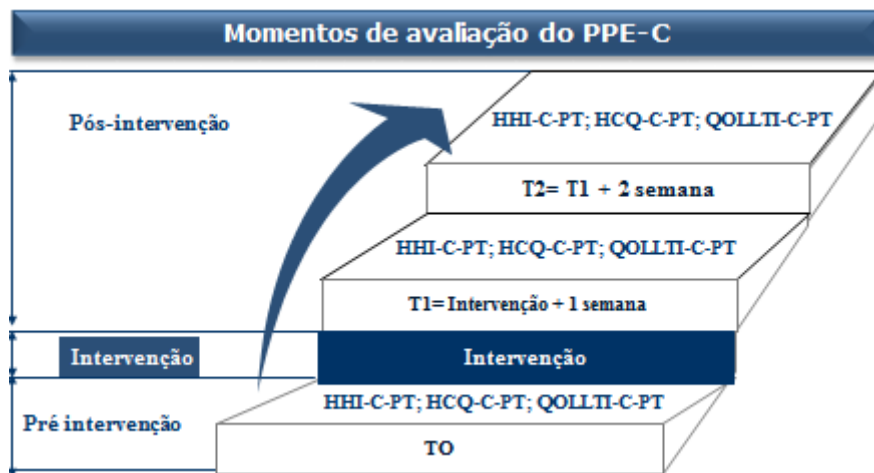 Momentos de avaliação do PPE-C
Pós-intervenção
HHI-C-PT; HCQ-C-PT; QOLLTI-C-PT
T2= T1 + 2 semana
HHI-C-PT; HCQ-C-PT; QOLLTI-C-PT
T1= Intervenção + 1 semana
Intervenção
Intervenção
HHI-C-PT; HCQ-C-PT; QOLLTI-C-PT
Pré intervenção
TO